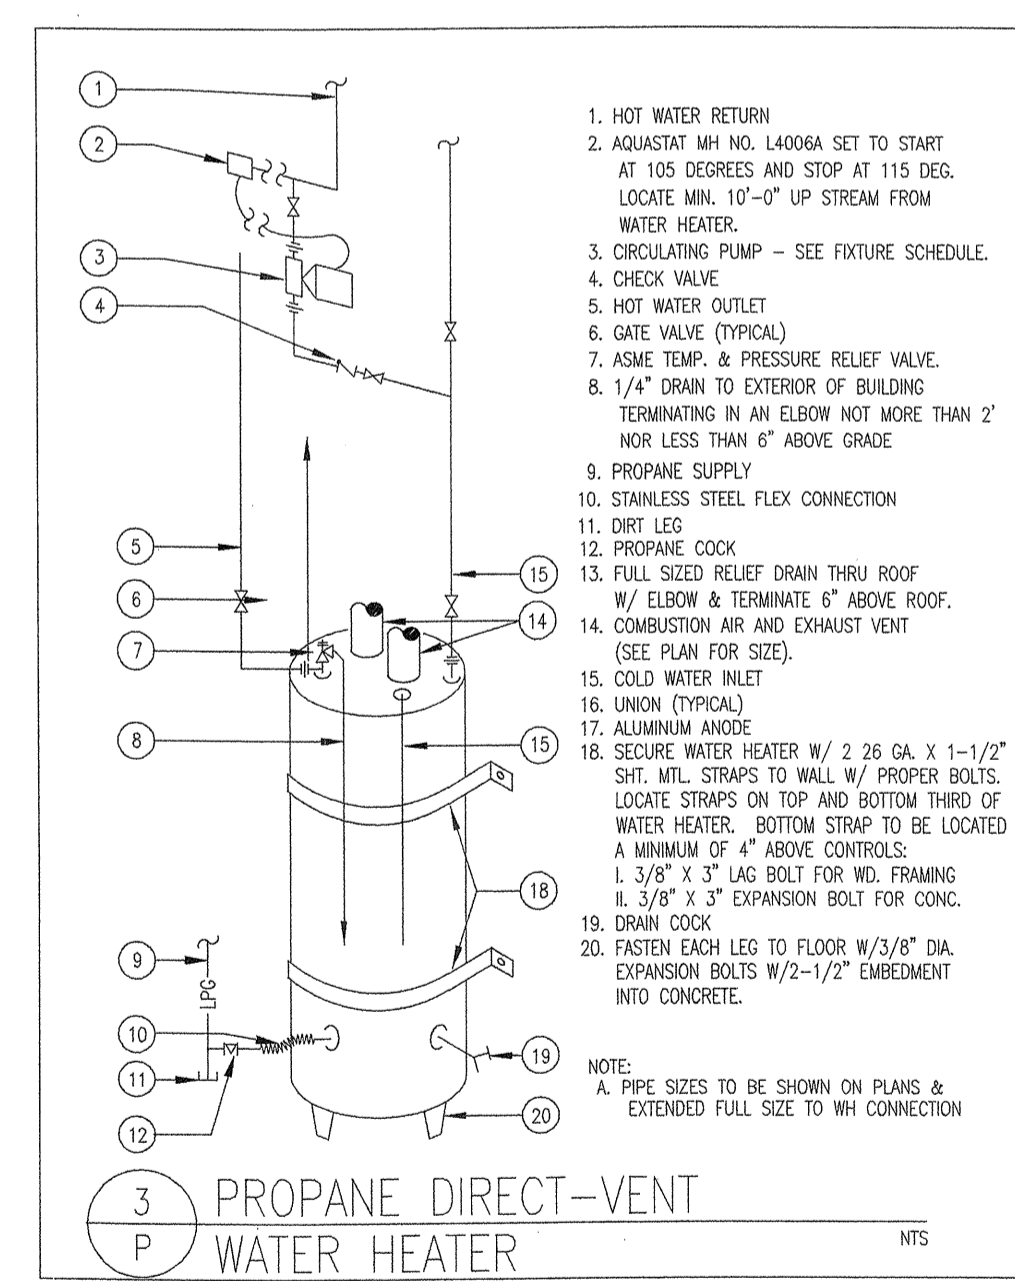 1
2
3
4
5
6
7
8
9
10
11
12
15
14
15
18
19
20
LPG
1. HOT WATER RETURN
2. AQUASTAT MH NO. L4006A SET TO START
AT 105 DEGREES AND STOP AT 115 DEG.
LOCATE MIN. 10'-0" UP STREAM FROM
WATER HEATER.
3. CIRCULATING PUMP – SEE FIXTURE SCHEDULE.
4. CHECK VALVE
5. HOT WATER OUTLET
6. GATE VALVE (TYPICAL)
7. ASME TEMP. & PRESSURE RELIEF VALVE.
8. 1/4" DRAIN TO EXTERIOR OF BUILDING
TERMINATING IN AN ELBOW NOT MORE THAN 2'
NOR LESS THAN 6" ABOVE GRADE
9. PROPANE SUPPLY
10. STAINLESS STEEL FLEX CONNECTION
11. DIRT LEG
12. PROPANE COCK
13. FULL SIZED RELIEF DRAIN THRU ROOF
W/ ELBOW & TERMINATE 6" ABOVE ROOF.
14. COMBUSTION AIR AND EXHAUST VENT
(SEE PLAN FOR SIZE).
15. COLD WATER INLET
16. UNION (TYPICAL)
17. ALUMINUM ANODE
18. SECURE WATER HEATER W/ 2 26 GA. X 1-1/2"
SHT. MTL. STRAPS TO WALL W/ PROPER BOLTS.
LOCATE STRAPS ON TOP AND BOTTOM THIRD OF
WATER HEATER. BOTTOM STRAP TO BE LOCATED
A MINIMUM OF 4" ABOVE CONTROLS:
I. 3/8" X 3" LAG BOLT FOR WD. FRAMING
II. 3/8" X 3" EXPANSION BOLT FOR CONC.
19. DRAIN COCK
20. FASTEN EACH LEG TO FLOOR W/3/8" DIA.
EXPANSION BOLTS W/2-1/2" EMBEDMENT
INTO CONCRETE.
NOTE:
A. PIPE SIZES TO BE SHOWN ON PLANS &
EXTENDED FULL SIZE TO WH CONNECTION
3
P
PROPANE DIRECT-VENT
WATER HEATER
NTS